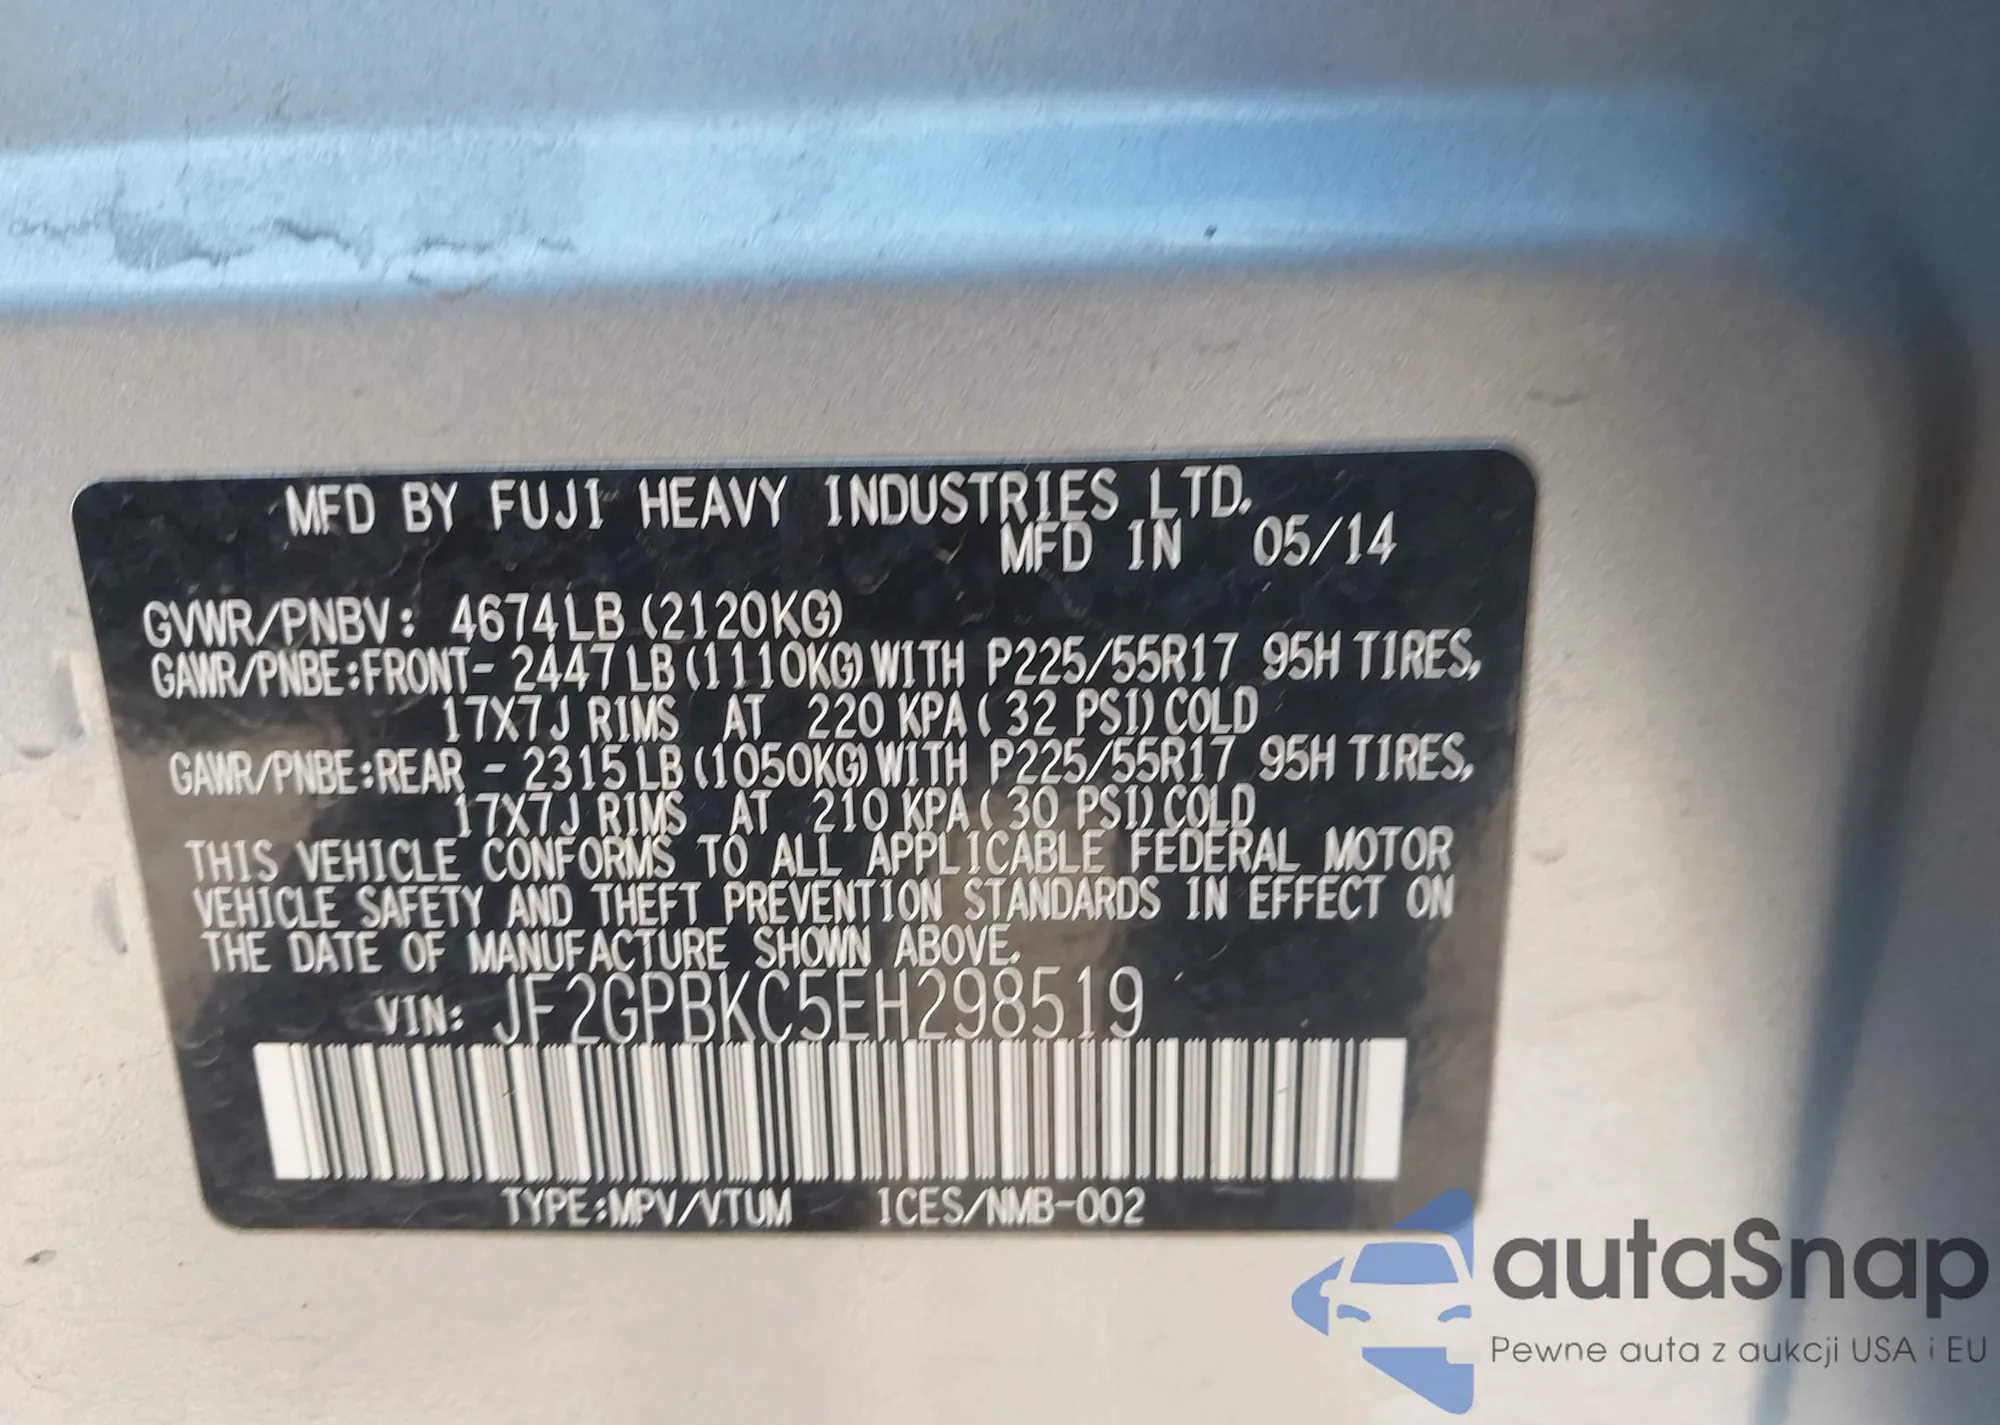 MFD BY FUJI HEAVY INDUSTRIES LTD.
MFD IN 05/14
GVWR/PNBV: 4674LB (2120KG)
GAWR/PNBE:FRONT- 2447LB (1110KG) WITH P225/55R17 95H TIRES,
17X7J RIMS AT 220 KPA ( 32 PSI) COLD
GAWR/PNBE:REAR - 2315LB (1050KG) WITH P225/55R17 95H TIRES,
17X7J RIMS AT 210 KPA ( 30 PSI) COLD
THIS VEHICLE CONFORMS TO ALL APPLICABLE FEDERAL MOTOR
VEHICLE SAFETY AND THEFT PREVENTION STANDARDS IN EFFECT ON
THE DATE OF MANUFACTURE SHOWN ABOVE.
VIN: JF2GPBKC5EH298519
TYPE:MPV/VTUM ICES/NMB-002
autaSnap
Pewne auta z aukcji USA i EU